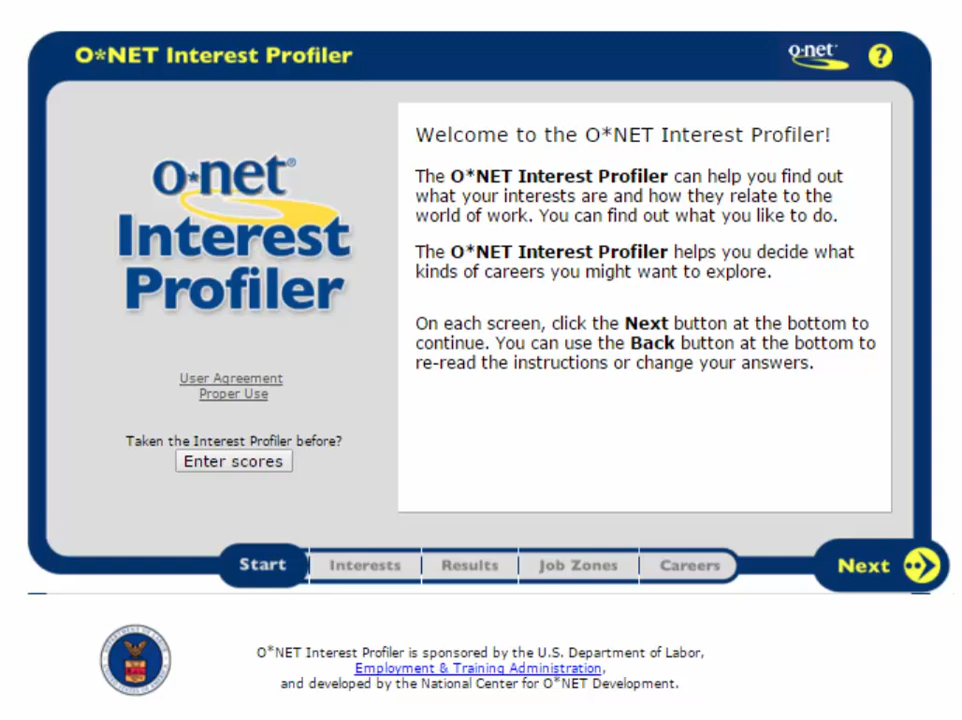 O*NET Interest Profiler
o*net
?
o*net®
Interest
Profiler
User Agreement
Proper Use
Taken the Interest Profiler before?
Enter scores
Welcome to the O*NET Interest Profiler!
The O*NET Interest Profiler can help you find out
what your interests are and how they relate to the
world of work. You can find out what you like to do.
The O*NET Interest Profiler helps you decide what
kinds of careers you might want to explore.
On each screen, click the Next button at the bottom to
continue. You can use the Back button at the bottom to
re-read the instructions or change your answers.
Start
Interests
Results
Job Zones
Careers
Next
O*NET Interest Profiler is sponsored by the U.S. Department of Labor,
Employment & Training Administration,
and developed by the National Center for O*NET Development.